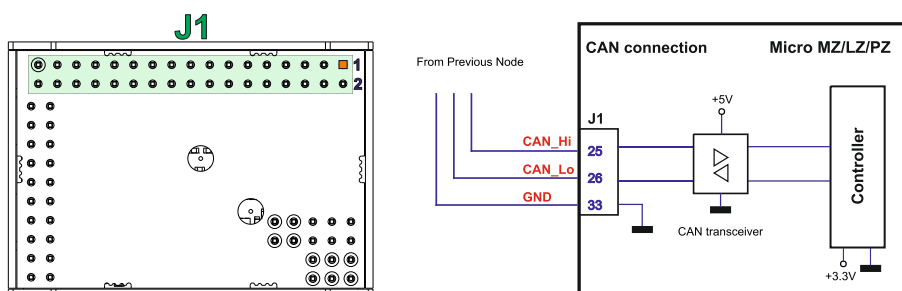 J1
1
2
CAN connection
Micro MZ/LZ/PZ
From Previous Node
+5V
J1
CAN_Hi
25
CAN_Lo
26
GND
33
CAN transceiver
Controller
+3.3V